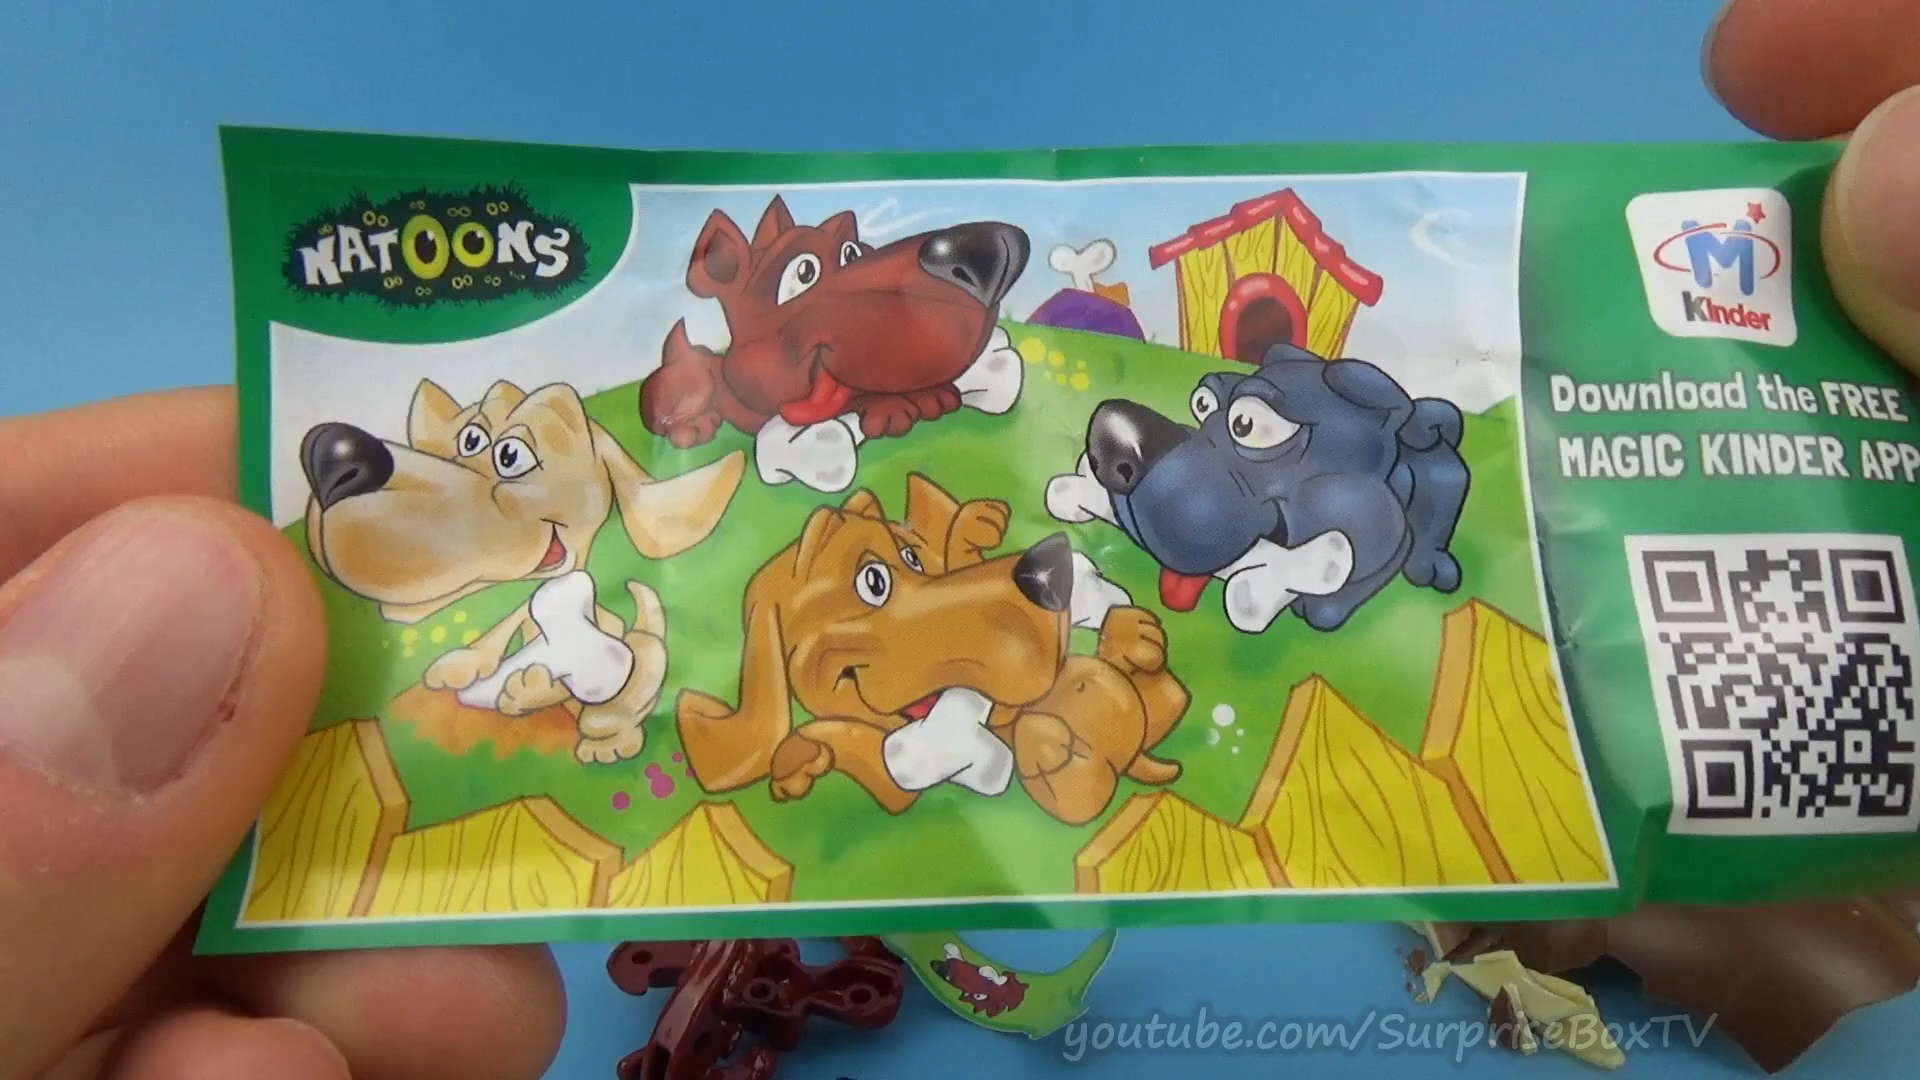 NATOONS
Kinder
Download the FREE
MAGIC KINDER APP
youtube.com/SurpriseBoxTV